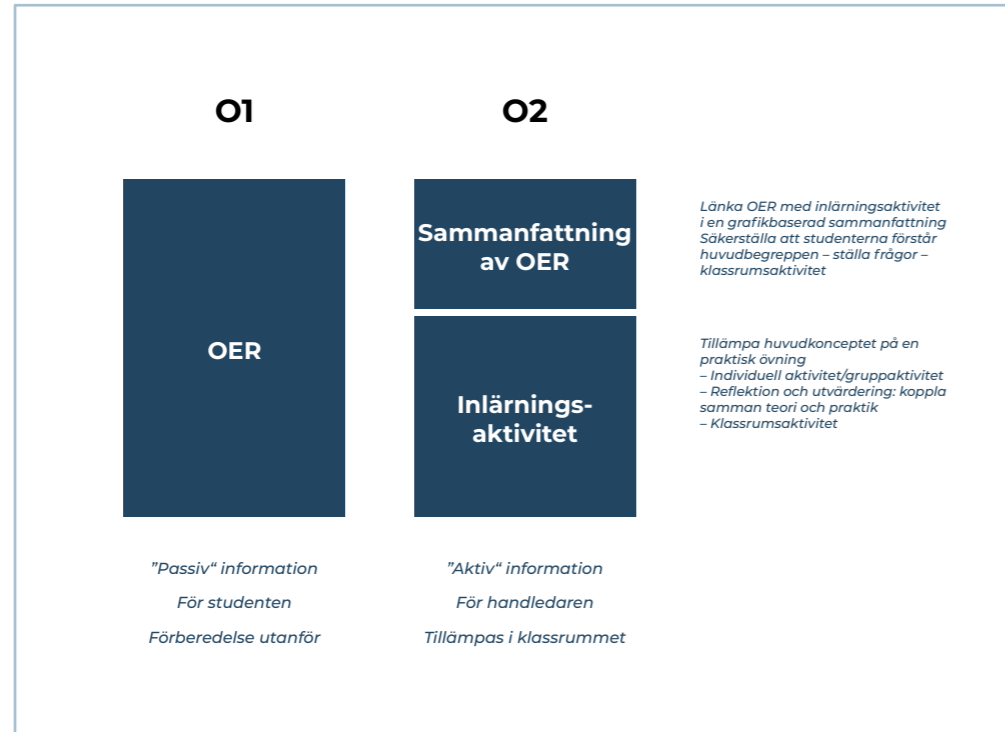 O1
O2
OER
Sammanfattning
av OER
Inlärnings-
aktivitet
Länka OER med inlärningsaktivitet
i en grafikbaserad sammanfattning
Säkerställa att studenterna förstår
huvudbegreppen – ställa frågor –
klassrumsaktivitet
Tillämpa huvudkonceptet på en
praktisk övning
– Individuell aktivitet/gruppaktivitet
– Reflektion och utvärdering: koppla
samman teori och praktik
– Klassrumsaktivitet
”Passiv“ information
För studenten
Förberedelse utanför
”Aktiv“ information
För handledaren
Tillämpas i klassrummet